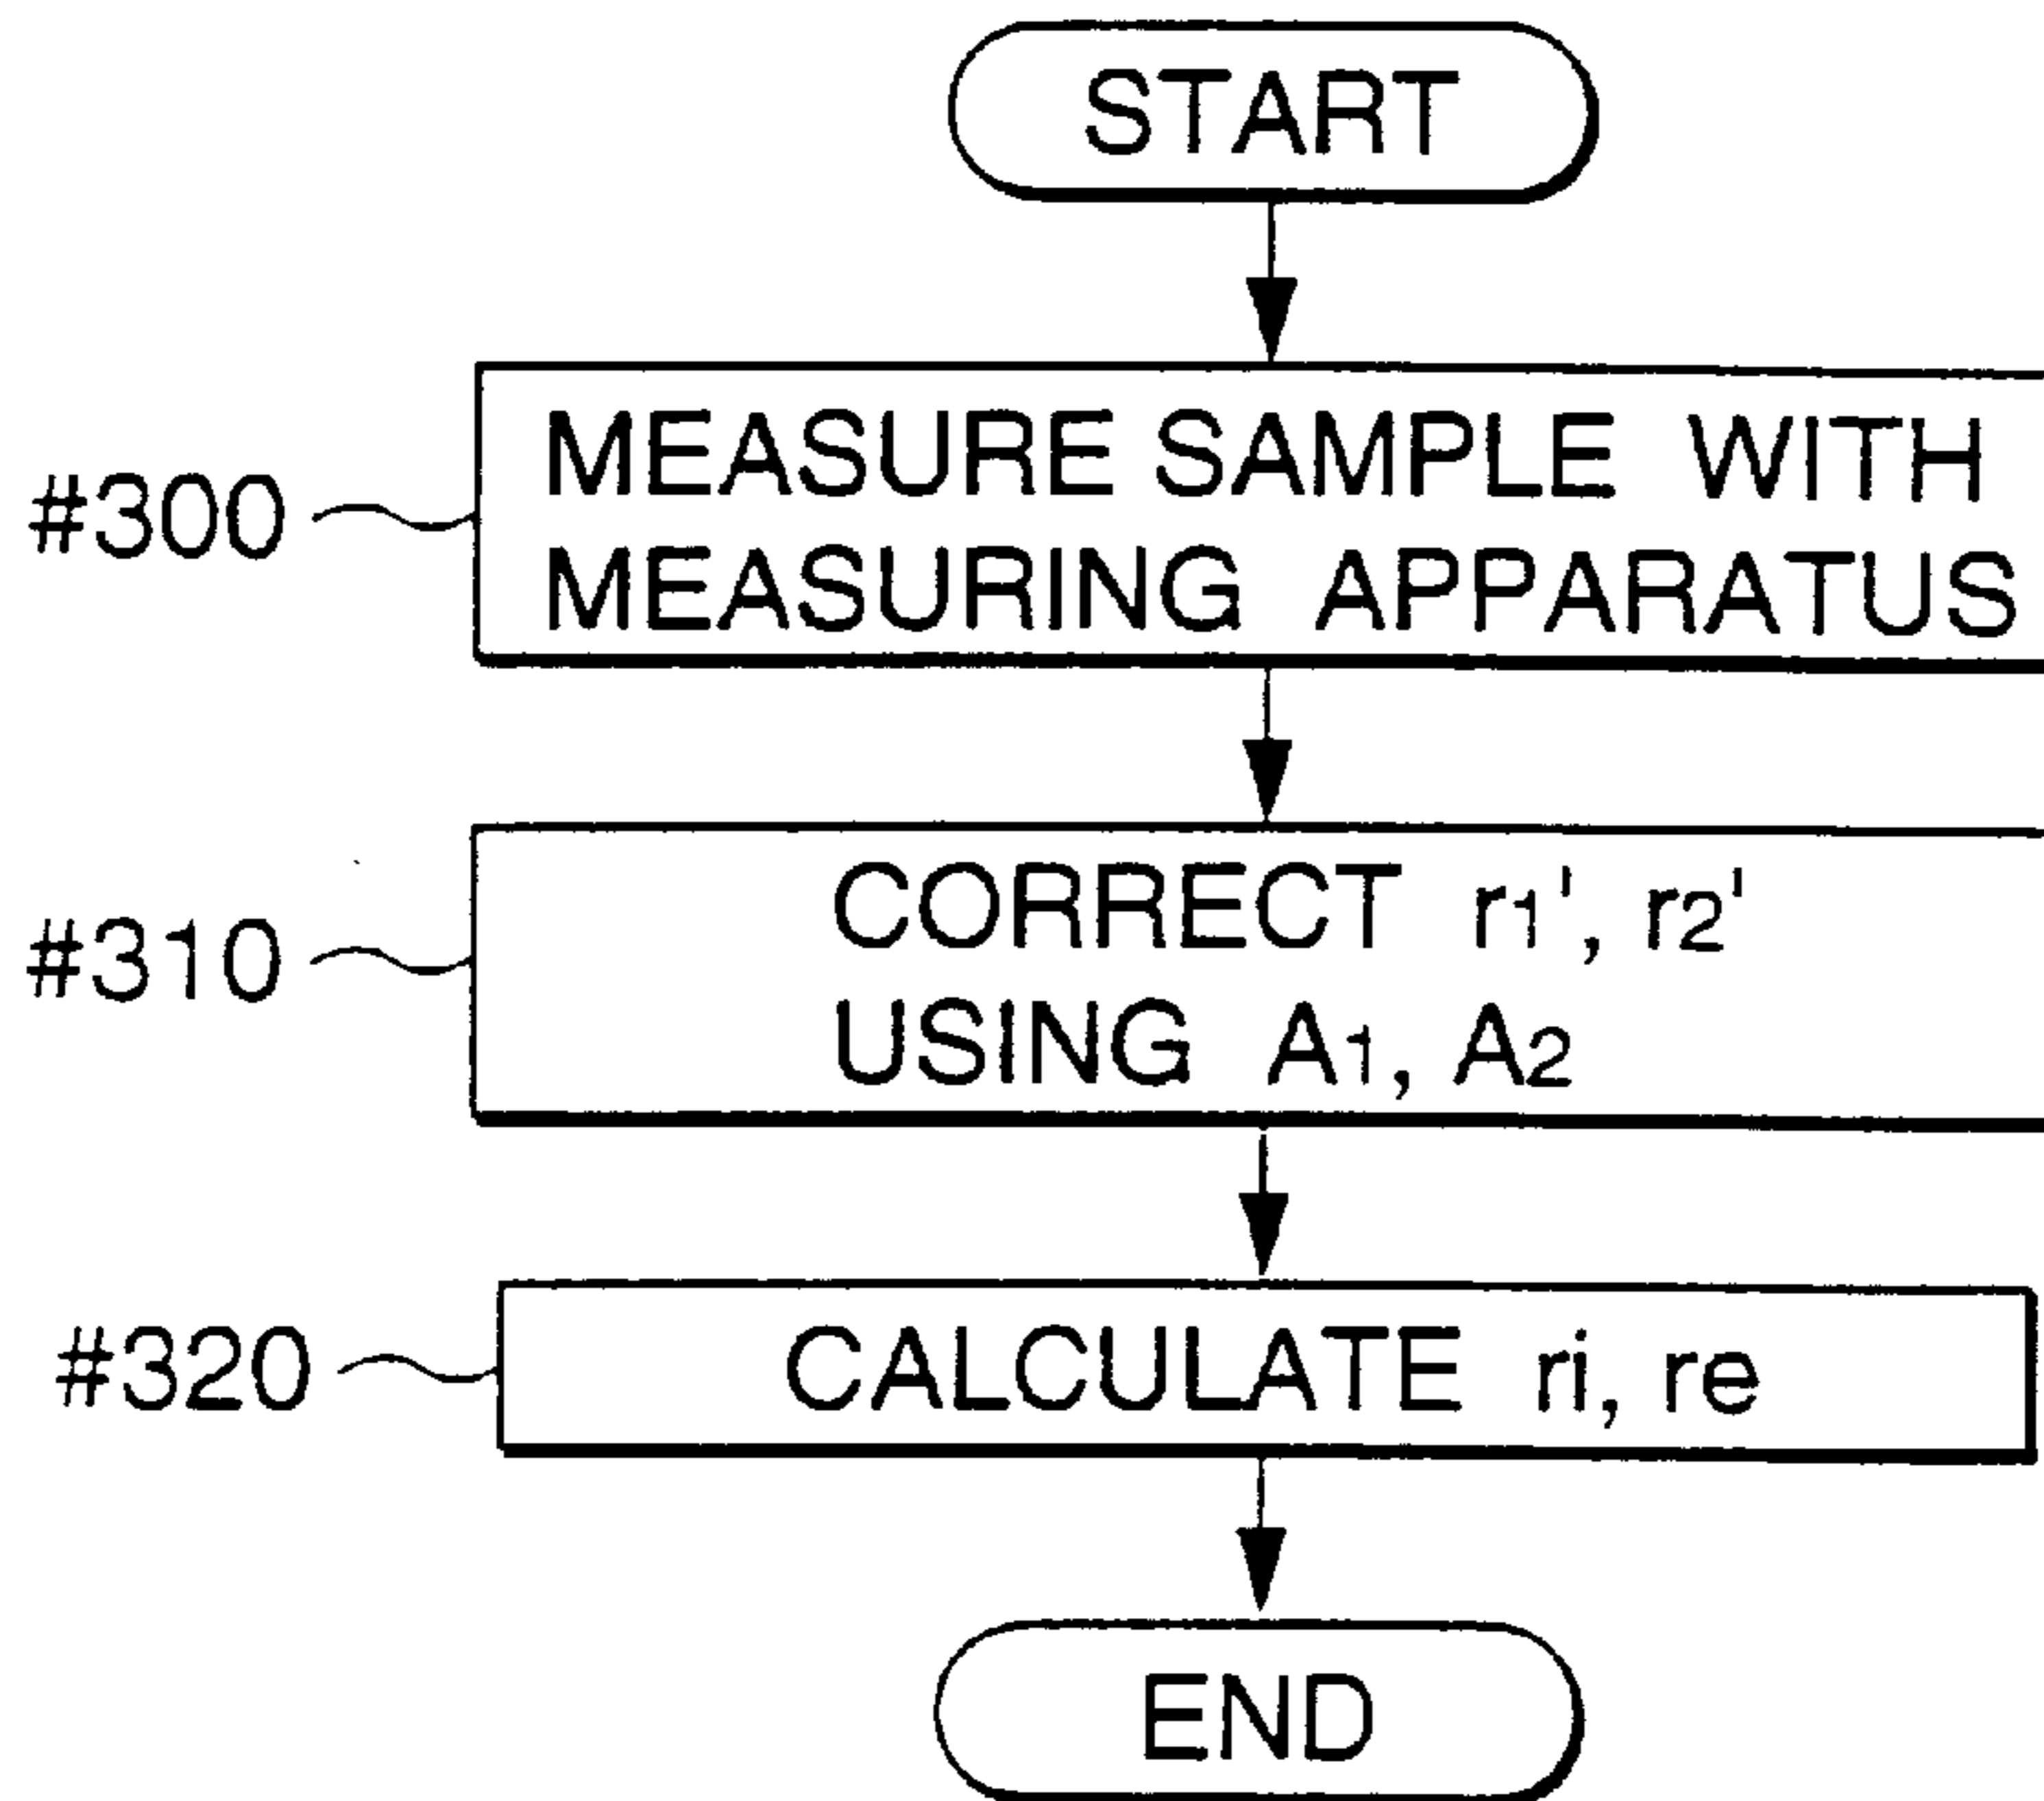 START
#300
MEASURE SAMPLE WITH
MEASURING APPARATUS
#310
CORRECT r1', r2'
USING A1, A2
#320
CALCULATE ri, re
END